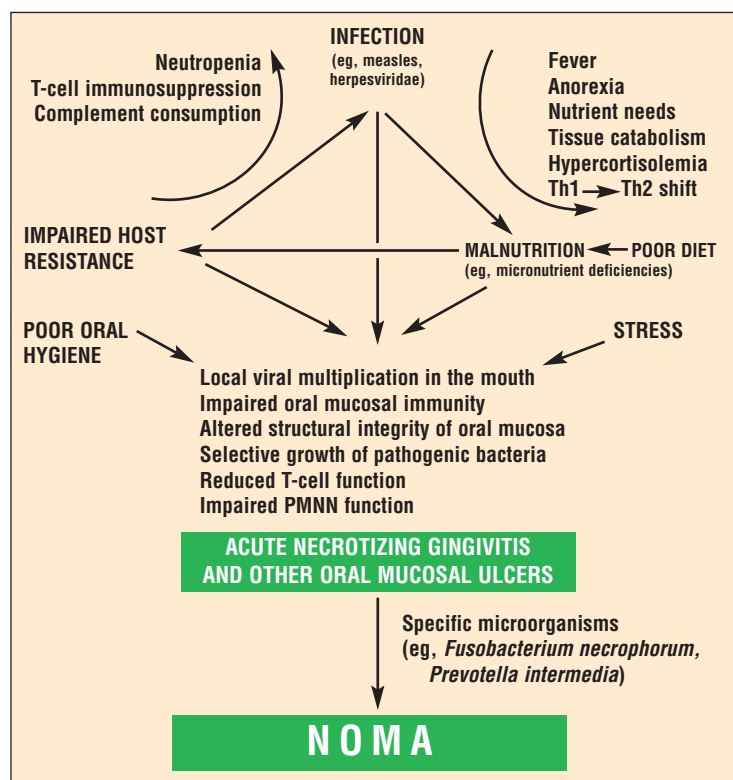 INFECTION
(eg, measles,
herpesviridae)
Neutropenia
T-cell immunosuppression
Complement consumption
Fever
Anorexia
Nutrient needs
Tissue catabolism
Hypercortisolemia
Th1 → Th2 shift
IMPAIRED HOST
RESISTANCE
MALNUTRITION
(eg, micronutrient deficiencies)
POOR DIET
POOR ORAL
HYGIENE
STRESS
Local viral multiplication in the mouth
Impaired oral mucosal immunity
Altered structural integrity of oral mucosa
Selective growth of pathogenic bacteria
Reduced T-cell function
Impaired PMNN function
ACUTE NECROTIZING GINGIVITIS
AND OTHER ORAL MUCOSAL ULCERS
Specific microorganisms
(eg, Fusobacterium necrophorum,
Prevotella intermedia)
NOMA